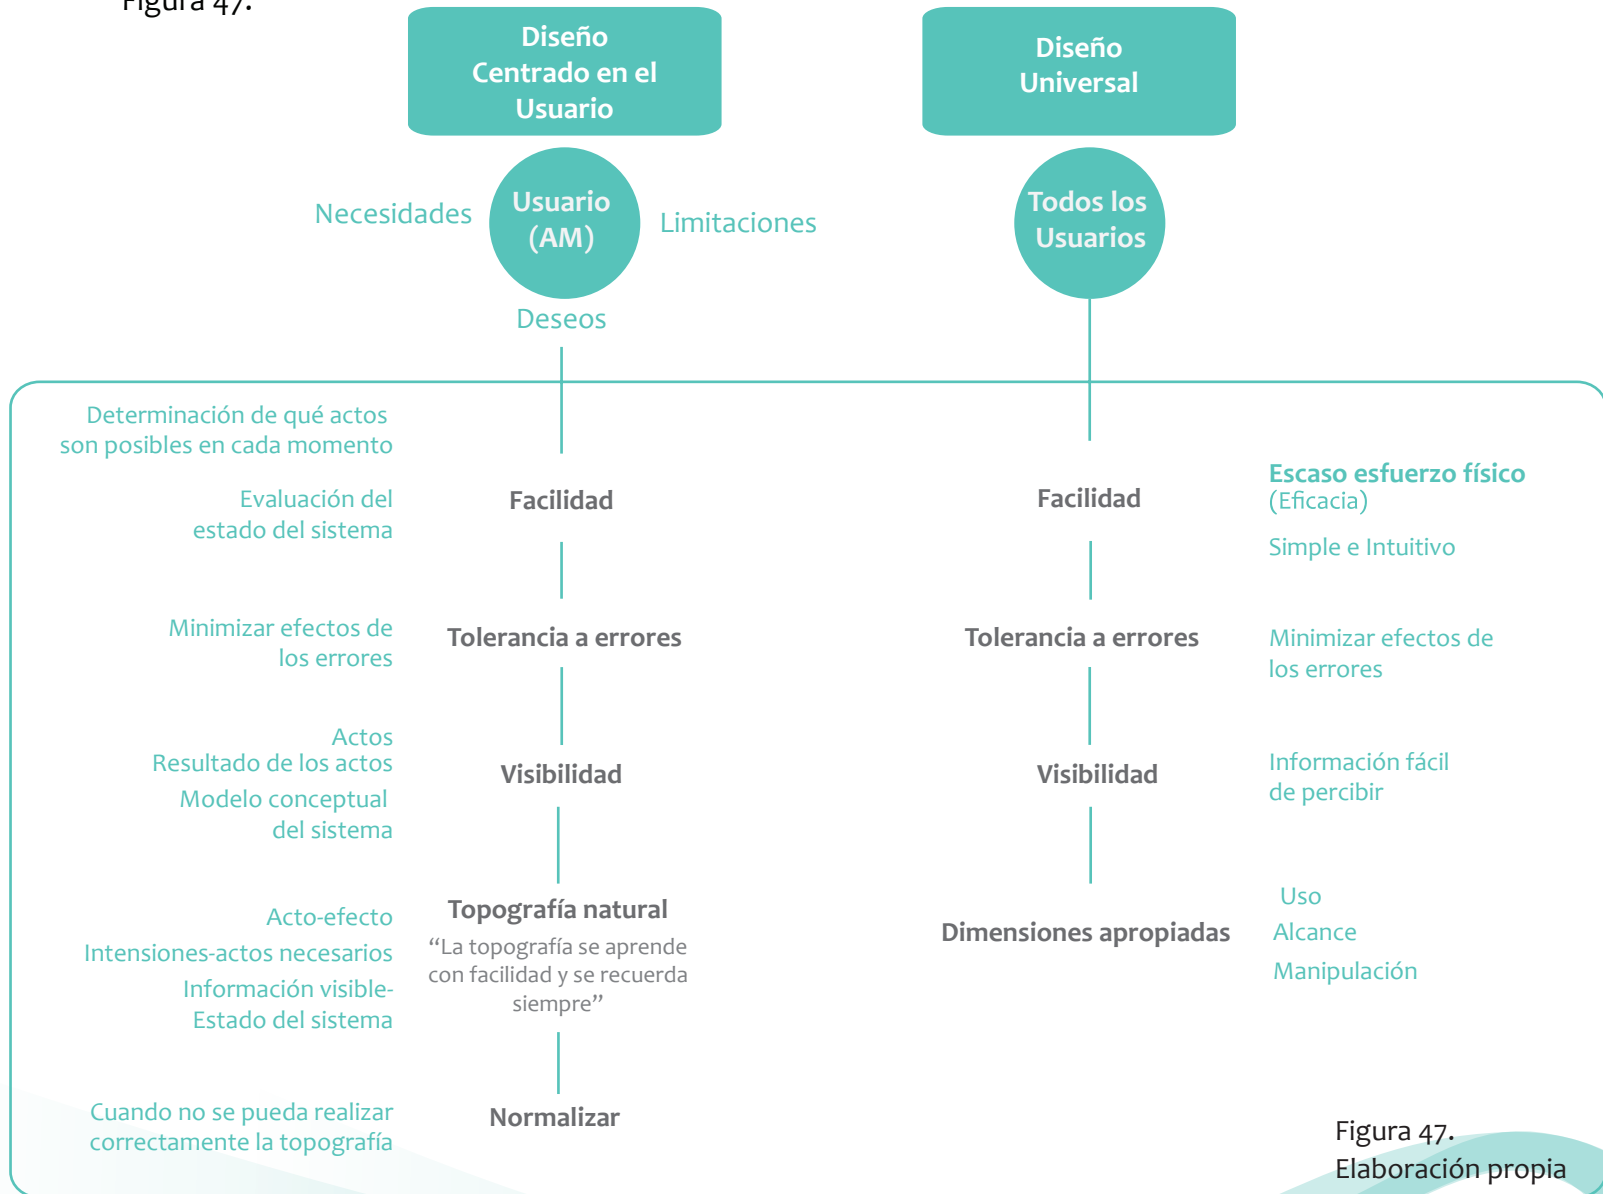 Figura 47.
Diseño
Centrado en el
Usuario
Diseño
Universal
Necesidades
Usuario
(AM)
Limitaciones
Deseos
Todos los
Usuarios
Determinación de qué actos
son posibles en cada momento
Evaluación del
estado del sistema
Facilidad
Facilidad
Escaso esfuerzo físico
(Eficacia)
Simple e Intuitivo
Minimizar efectos de
los errores
Tolerancia a errores
Tolerancia a errores
Minimizar efectos de
los errores
Actos
Resultado de los actos
Modelo conceptual
del sistema
Visibilidad
Visibilidad
Información fácil
de percibir
Acto-efecto
Intensiones-actos necesarios
Información visible-
Estado del sistema
Topografía natural
“La topografía se aprende
con facilidad y se recuerda
siempre”
Dimensiones apropiadas
Uso
Alcance
Manipulación
Cuando no se pueda realizar
correctamente la topografía
Normalizar
Figura 47.
Elaboración propia